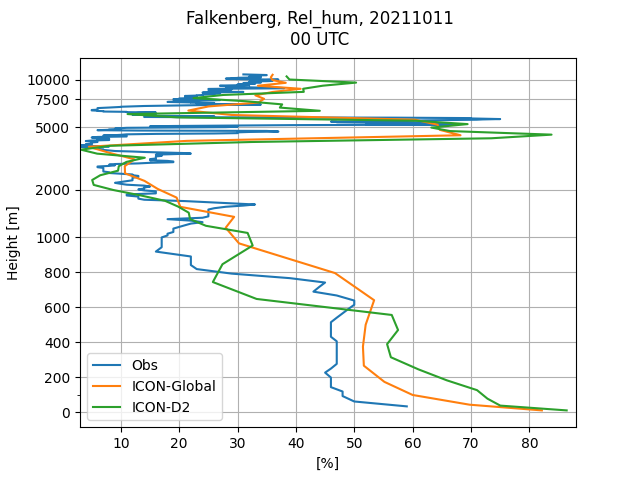 Falkenberg, Rel_hum, 20211011
00 UTC
Height [m]
10000
7500
5000
2000
1000
800
600
400
200
0
Obs
ICON-Global
ICON-D2
10 20 30 40 50 60 70 80
[%]